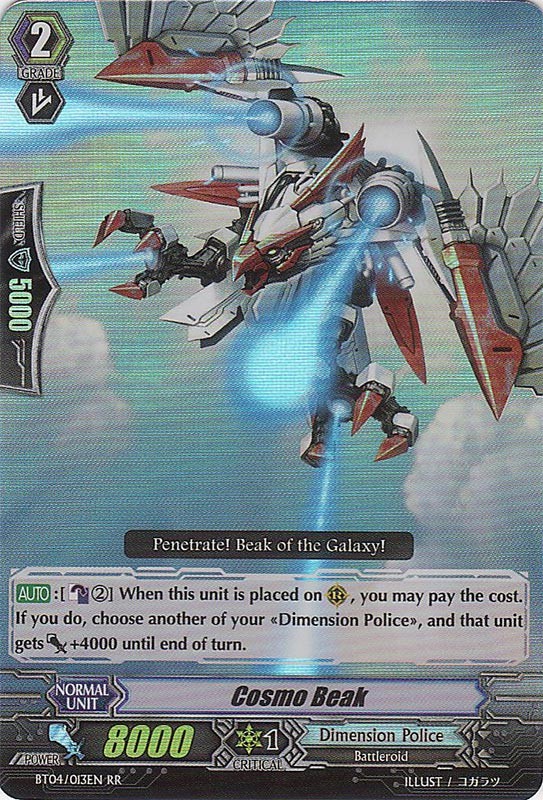 2
GRADE
SHIELD
5000
Penetrate! Beak of the Galaxy!
AUTO:[②] When this unit is placed on Ⓡ, you may pay the cost.
If you do, choose another of your «Dimension Police», and that unit
gets +4000 until end of turn.
NORMAL
UNIT
Cosmo Beak
POWER
8000
1
CRITICAL
Dimension Police
Battleroid
BT04/013EN RR
ILLUST / コガラツ